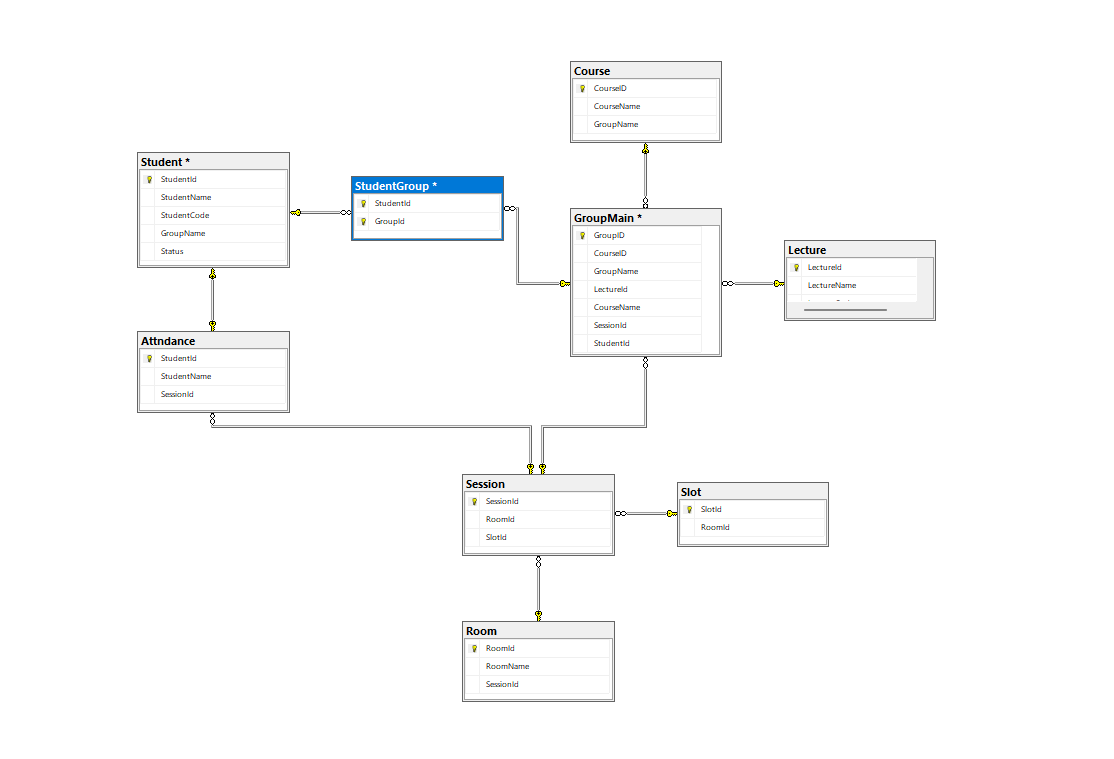 Course
CourseID
CourseName
GroupName
Student *
StudentId
StudentName
StudentCode
GroupName
Status
StudentGroup *
StudentId
GroupId
GroupMain *
GroupID
CourseID
GroupName
LectureId
CourseName
SessionId
StudentId
Lecture
LectureId
LectureName
Attndance
StudentId
StudentName
SessionId
Session
SessionId
RoomId
SlotId
Slot
SlotId
RoomId
Room
RoomId
RoomName
SessionId